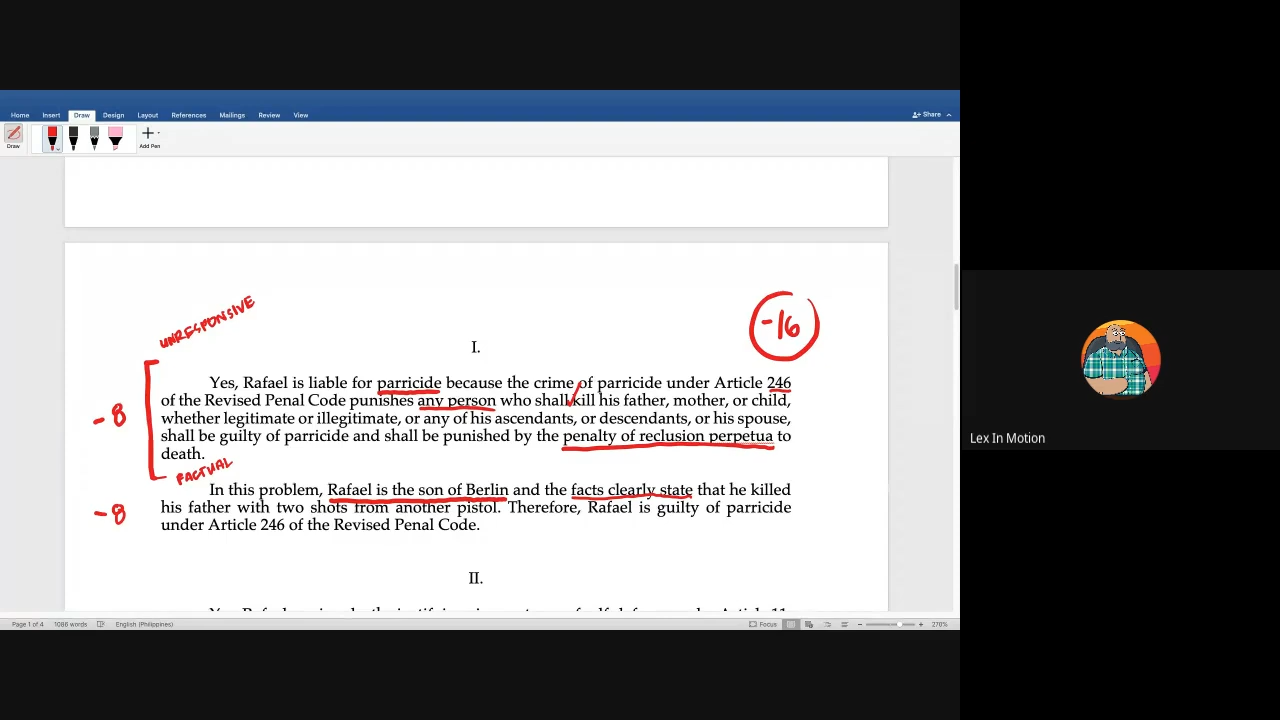 Home Insert Draw Design Layout References Mailings Review View Share
Draw Add Pen
UNRESPONSIVE
-16
I.
-8
Yes, Rafael is liable for parricide because the crime of parricide under Article 246
of the Revised Penal Code punishes any person who shall kill his father, mother, or child,
whether legitimate or illegitimate, or any of his ascendants, or descendants, or his spouse,
shall be guilty of parricide and shall be punished by the penalty of reclusion perpetua to
death.
FACTUAL
-8
In this problem, Rafael is the son of Berlin and the facts clearly state that he killed
his father with two shots from another pistol. Therefore, Rafael is guilty of parricide
under Article 246 of the Revised Penal Code.
II.
Page 1 of 4 1086 words English (Philippines) Focus 270%
Lex In Motion